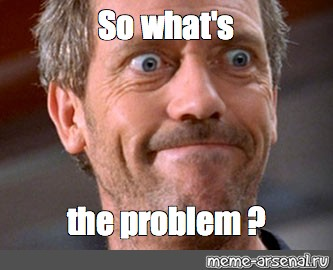 So what's
the problem ?
meme-arsenal.ru